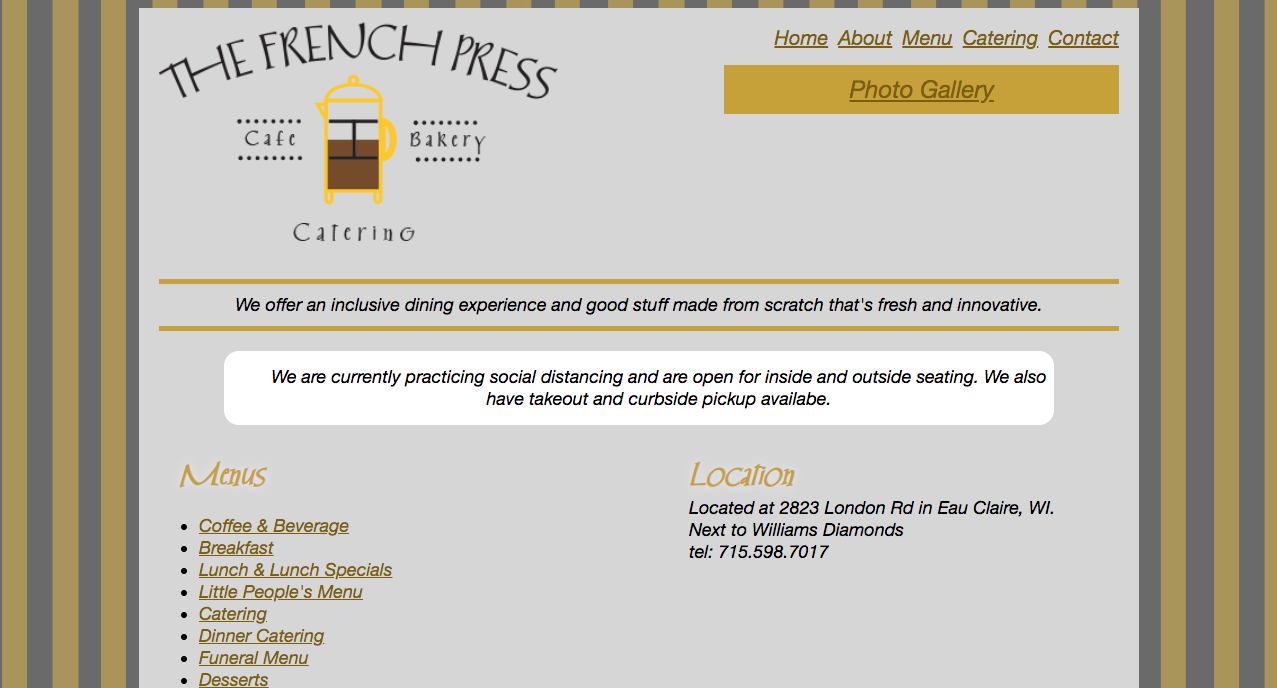 THE FRENCH PRESS
Cafe
Bakery
Catering
Home About Menu Catering Contact
Photo Gallery
We offer an inclusive dining experience and good stuff made from scratch that's fresh and innovative.
We are currently practicing social distancing and are open for inside and outside seating. We also
have takeout and curbside pickup availabe.
Menus
Coffee & Beverage
Breakfast
Lunch & Lunch Specials
Little People's Menu
Catering
Dinner Catering
Funeral Menu
Desserts
Location
Located at 2823 London Rd in Eau Claire, WI.
Next to Williams Diamonds
tel: 715.598.7017